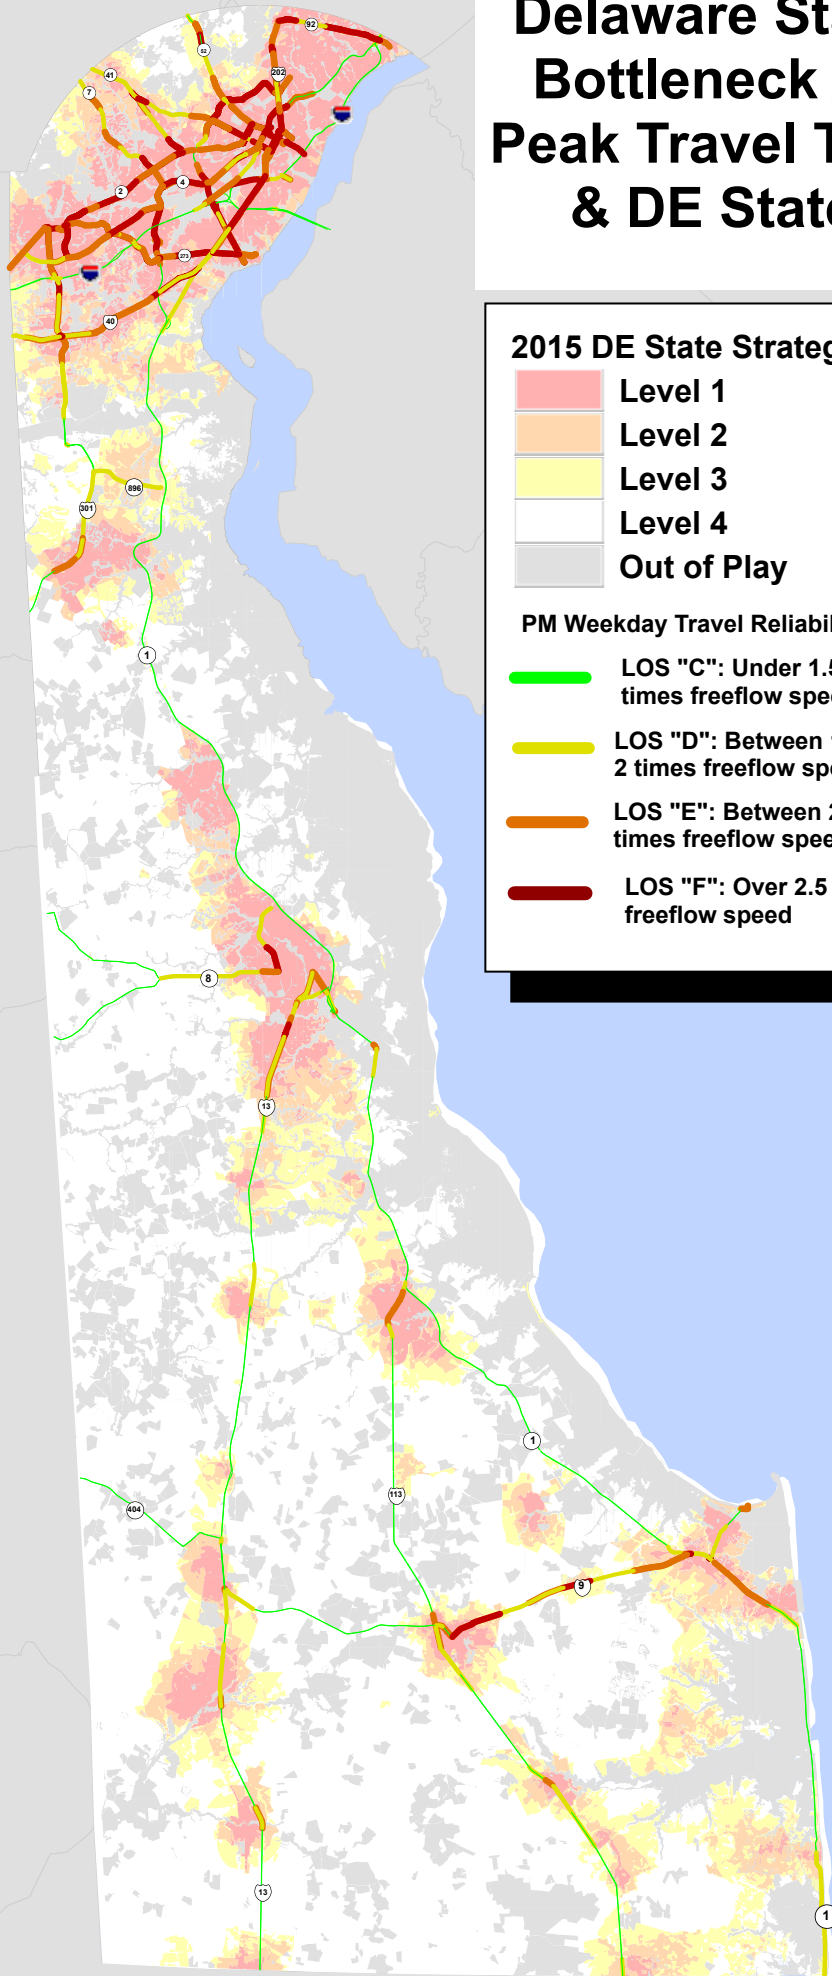 Delaware Sta
Bottleneck
Peak Travel T
& DE State
2015 DE State Strateg
Level 1
Level 2
Level 3
Level 4
Out of Play
PM Weekday Travel Reliabil
LOS "C": Under 1.5
times freeflow spee
LOS "D": Between
2 times freeflow spe
LOS "E": Between 2
times freeflow spee
LOS "F": Over 2.5
freeflow speed
92
52
202
41
7
2
4
273
40
896
301
1
8
13
1
113
404
9
13
1